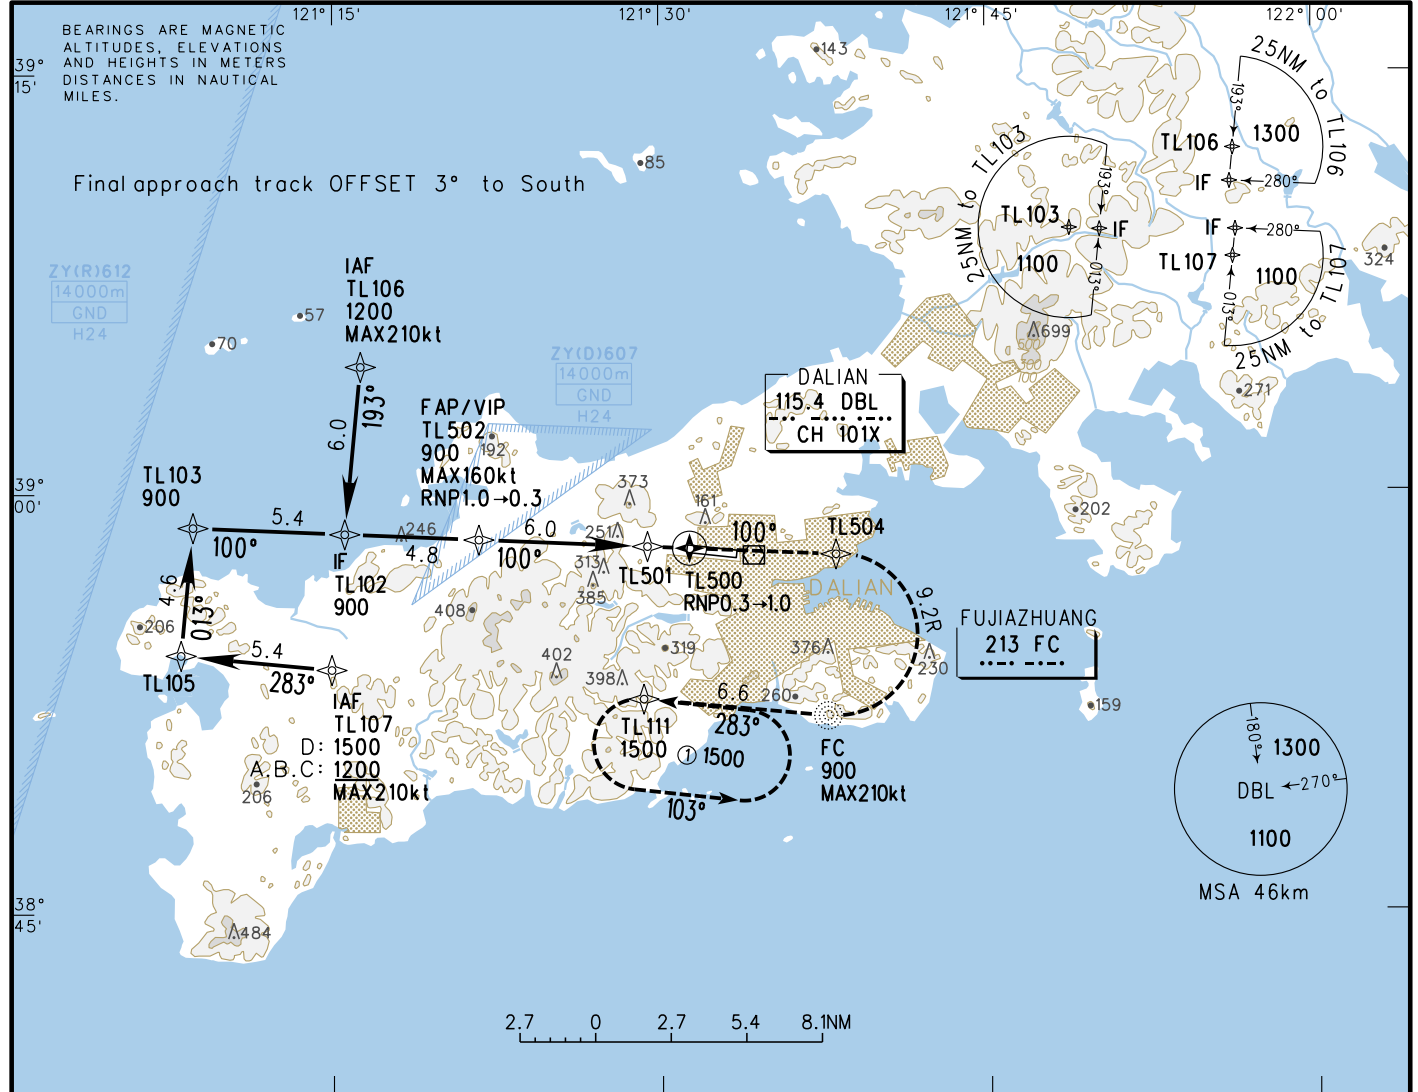 121° 15'
121° 30'
121° 45'
122° 00'
BEARINGS ARE MAGNETIC
ALTITUDES, ELEVATIONS
AND HEIGHTS IN METERS
DISTANCES IN NAUTICAL
MILES.
39°
15'
143
85
Final approach track OFFSET 3° to South
25NM to TL103
193°
TL103
IF
1100
013°
25NM to TL106
193°
TL106
1300
IF
280°
IF
280°
TL107
1100
013°
25NM to TL107
324
699
500
300
100
271
ZY(R)612
14000m
GND
H24
57
70
IAF
TL106
1200
MAX210kt
6.0
193°
ZY(D)607
14000m
GND
H24
DALIAN
115.4 DBL
CH 101X
FAP/VIP
TL502
900
MAX160kt
RNP1.0→0.3
192
TL103
900
39°
00'
5.4
100°
246
4.8
IF
TL102
900
6.0
100°
373
251
161
313
385
TL501
TL500
RNP0.3→1.0
100°
TL504
DALIAN
202
9.2R
4.6
013°
206
TL105
5.4
283°
408
402
398
319
376
230
260
FUJIAZHUANG
213 FC
159
IAF
TL107
D: 1500
A.B.C: 1200
MAX210kt
206
TL111
1500
6.6
283°
① 1500
103°
FC
900
MAX210kt
180°
1300
DBL
270°
1100
MSA 46km
38°
45'
484
2.7 0 2.7 5.4 8.1NM